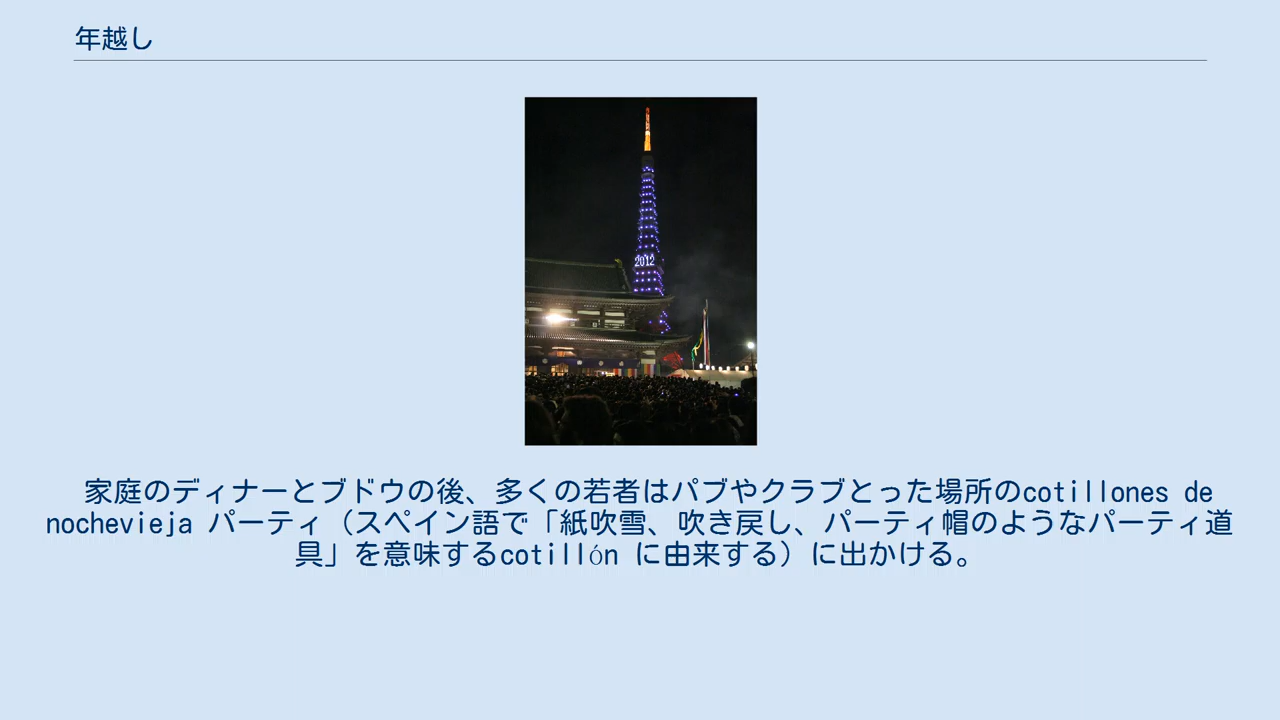 年越し
2012
家庭のディナーとブドウの後、多くの若者はパブやクラブとった場所のcotillones de
nochevieja パーティ（スペイン語で「紙吹雪、吹き戻し、パーティ帽のようなパーティ道
具」を意味するcotillón に由来する）に出かける。